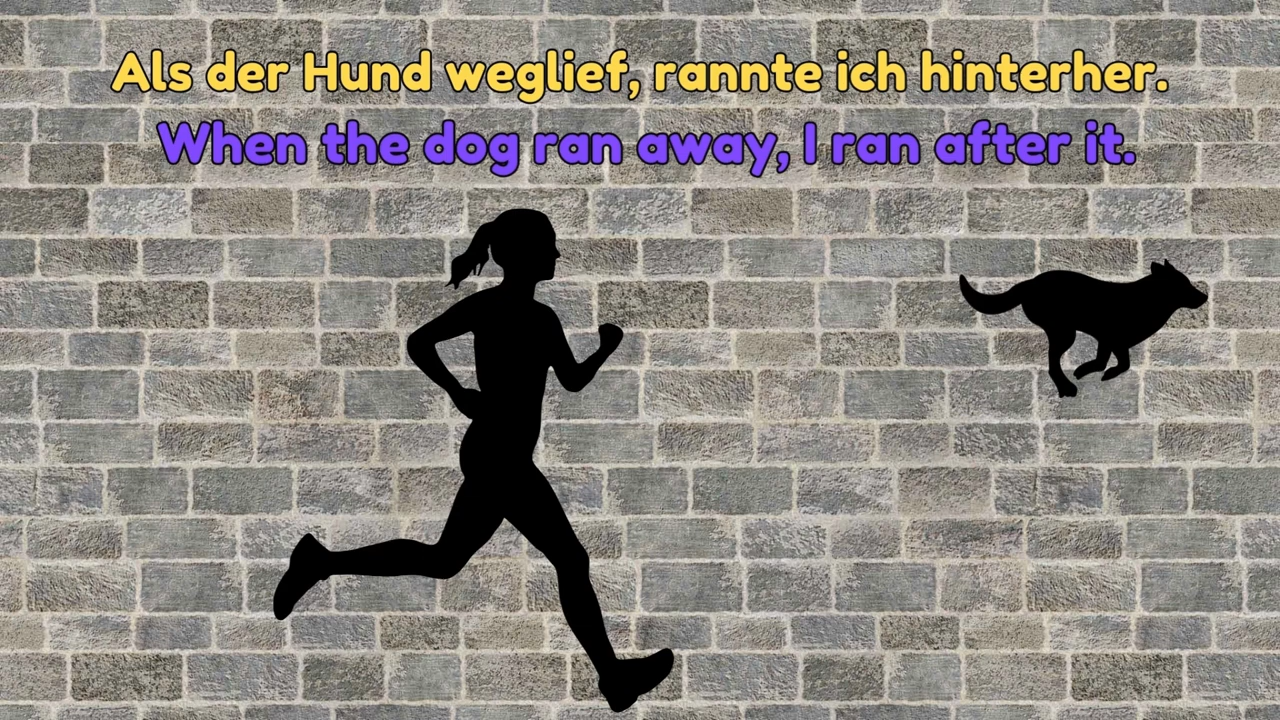 Als der Hund weglief, rannte ich hinterher.
When the dog ran away, I ran after it.